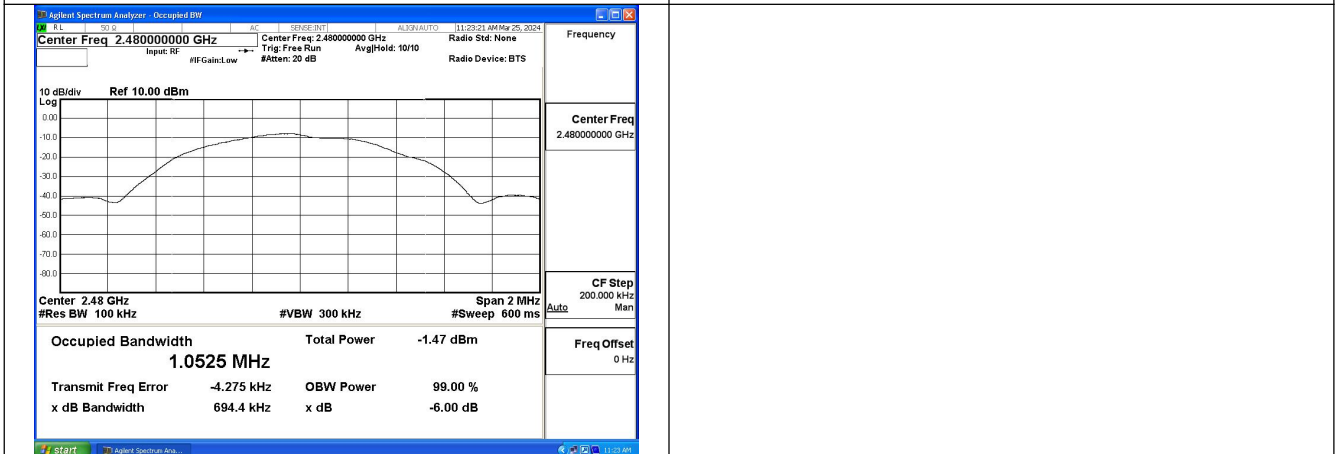 Agilent Spectrum Analyzer - Occupied BW
RL 50 Ω AC SENSE:INT ALIGN AUTO 11:23:21 AM Mar 25, 2024
Center Freq 2.480000000 GHz
Center Freq: 2.480000000 GHz Radio Std: None
Input: RF Trig: Free Run Avg|Hold: 10/10
#IFGain:Low #Atten: 20 dB Radio Device: BTS
10 dB/div Ref 10.00 dBm
Log
0.00
-10.0
-20.0
-30.0
-40.0
-50.0
-60.0
-70.0
-80.0
Center 2.48 GHz Span 2 MHz
#Res BW 100 kHz #VBW 300 kHz #Sweep 600 ms
Occupied Bandwidth Total Power -1.47 dBm
1.0525 MHz
Transmit Freq Error -4.275 kHz OBW Power 99.00 %
x dB Bandwidth 694.4 kHz x dB -6.00 dB
Frequency
Center Freq
2.480000000 GHz
CF Step
200.000 kHz
Auto Man
Freq Offset
0 Hz
start Agilent Spectrum Ana... 11:23 AM